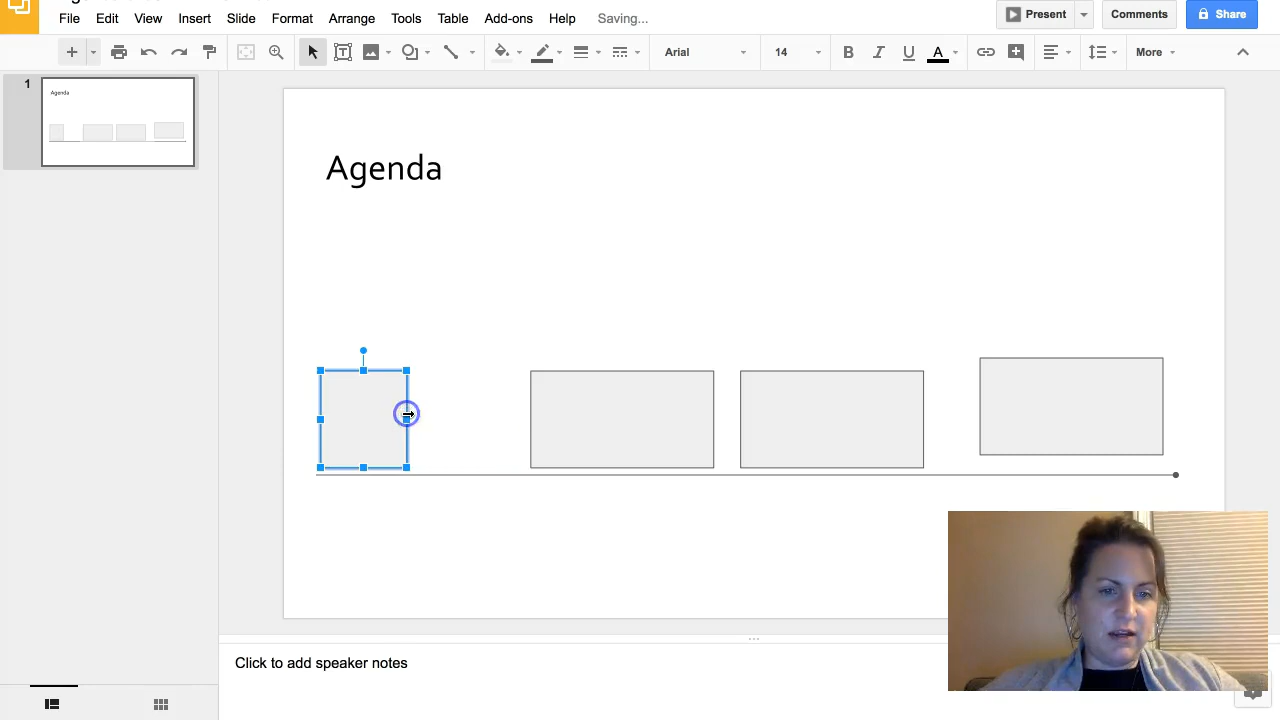 File Edit View Insert Slide Format Arrange Tools Table Add-ons Help Saving...
Present Comments Share
Arial 14 B I U A More
1 Agenda
Agenda
Click to add speaker notes